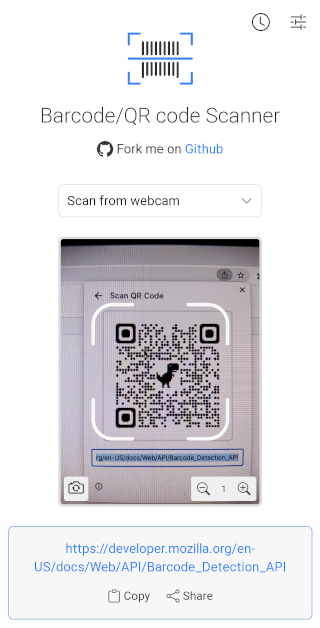 Barcode/QR code Scanner
Fork me on Github
Scan from webcam
Scan QR Code
rg/en-US/docs/Web/API/Barcode_Detection_API
1
https://developer.mozilla.org/en-
US/docs/Web/API/Barcode_Detection_API
Copy Share